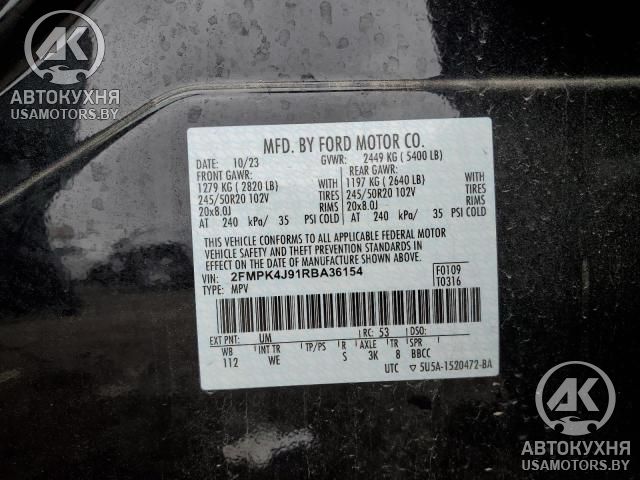 AK
АВТОКУХНЯ
USAMOTORS.BY
MFD. BY FORD MOTOR CO.
DATE: 10/23 GVWR: 2449 KG ( 5400 LB)
FRONT GAWR: REAR GAWR:
1279 KG ( 2820 LB) WITH 1197 KG ( 2640 LB) WITH
245/50R20 102V TIRES 245/50R20 102V TIRES
20x8.0J RIMS 20x8.0J RIMS
AT 240 kPa/ 35 PSI COLD AT 240 kPa/ 35 PSI COLD
THIS VEHICLE CONFORMS TO ALL APPLICABLE FEDERAL MOTOR
VEHICLE SAFETY AND THEFT PREVENTION STANDARDS IN
EFFECT ON THE DATE OF MANUFACTURE SHOWN ABOVE.
VIN: 2FMPK4J91RBA36154 F0109
TYPE: MPV T0316
EXT PNT: UM RC: 53 DSO:
WB INT TR TP/PS R AXLE TR SPR
112 WE S 3K 8 BBCC
UTC ▽5U5A-1520472-BA
AK
АВТОКУХНЯ
USAMOTORS.BY